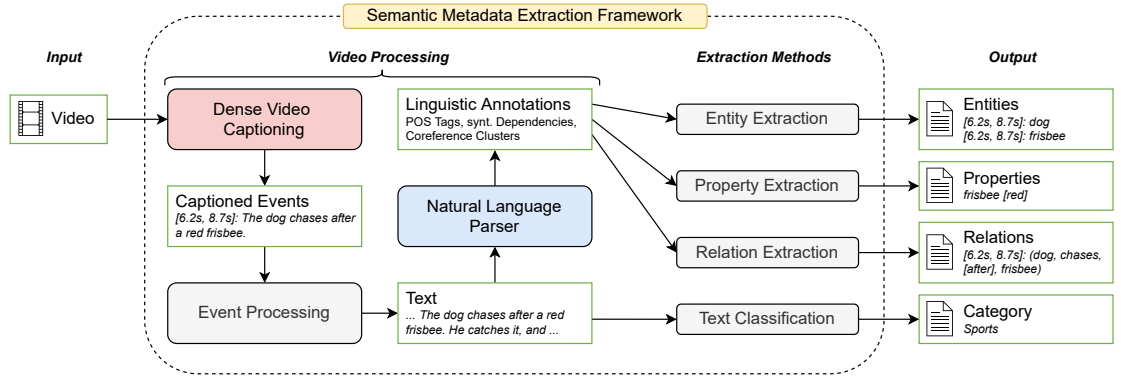 Semantic Metadata Extraction Framework
Input
Video Processing
Extraction Methods
Output
Video
Dense Video
Captioning
Captioned Events
[6.2s, 8.7s]: The dog chases after
a red frisbee.
Event Processing
Linguistic Annotations
POS Tags, synt. Dependencies,
Coreference Clusters
Natural Language
Parser
Text
... The dog chases after a red
frisbee. He catches it, and ...
Entity Extraction
Property Extraction
Relation Extraction
Text Classification
Entities
[6.2s, 8.7s]: dog
[6.2s, 8.7s]: frisbee
Properties
frisbee [red]
Relations
[6.2s, 8.7s]: (dog, chases,
[after], frisbee)
Category
Sports